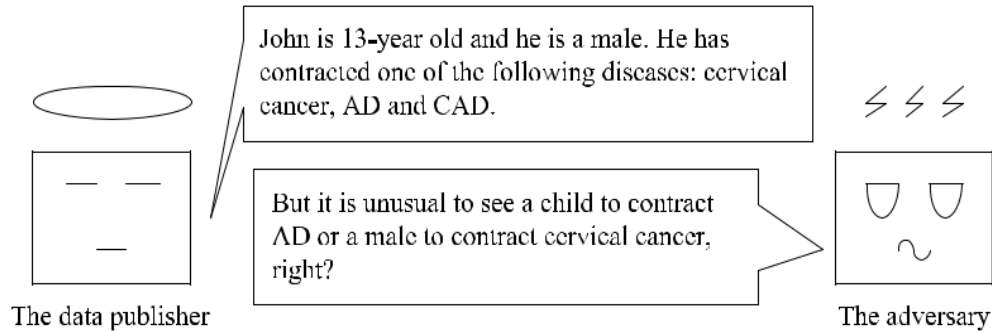 John is 13-year old and he is a male. He has
contracted one of the following diseases: cervical
cancer, AD and CAD.
But it is unusual to see a child to contract
AD or a male to contract cervical cancer,
right?
The data publisher
The adversary